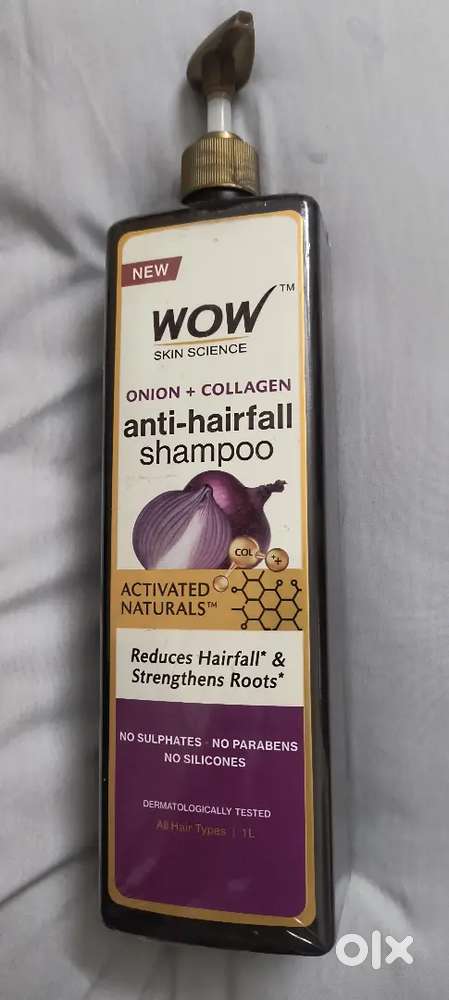 NEW
WOW™
SKIN SCIENCE
ONION + COLLAGEN
anti-hairfall
shampoo
COL ++
ACTIVATED
NATURALS™
Reduces Hairfall* &
Strengthens Roots*
NO SULPHATES • NO PARABENS
NO SILICONES
DERMATOLOGICALLY TESTED
All Hair Types | 1L
olx